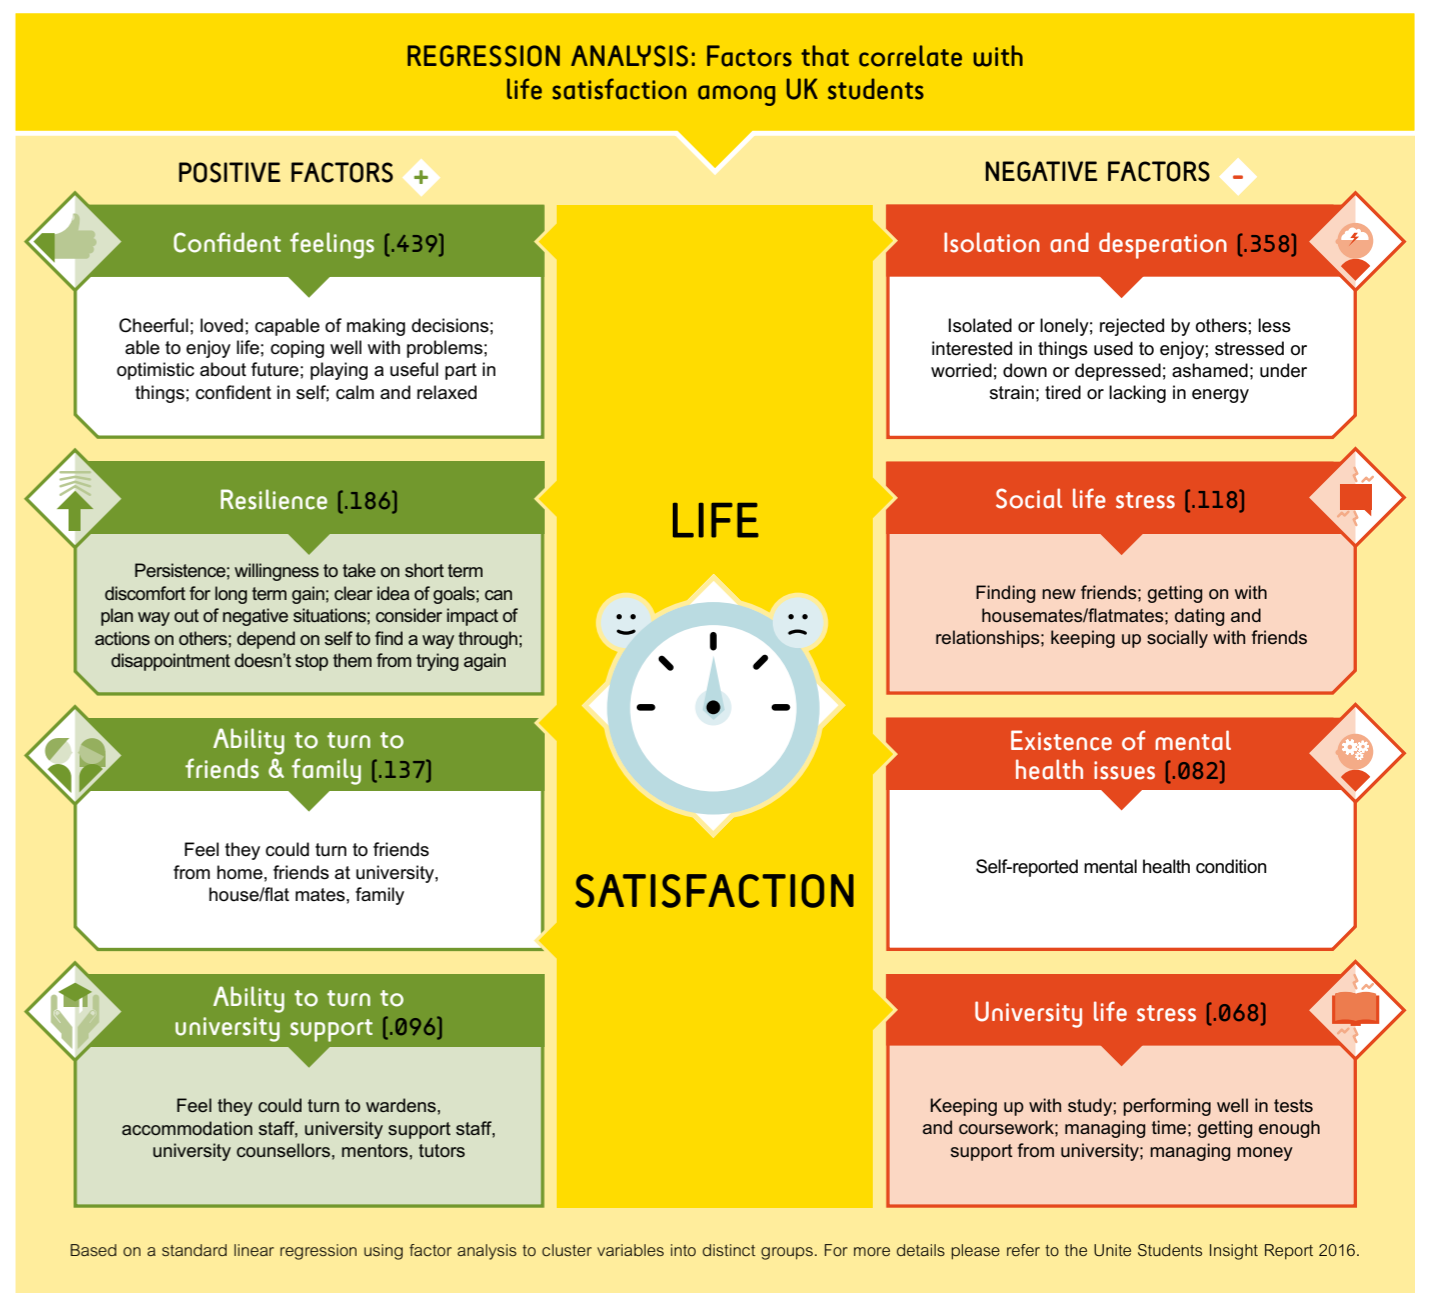 REGRESSION ANALYSIS: Factors that correlate with
life satisfaction among UK students
POSITIVE FACTORS +
Confident feelings (.439)
Cheerful; loved; capable of making decisions;
able to enjoy life; coping well with problems;
optimistic about future; playing a useful part in
things; confident in self; calm and relaxed
Resilience (.186)
Persistence; willingness to take on short term
discomfort for long term gain; clear idea of goals; can
plan way out of negative situations; consider impact of
actions on others; depend on self to find a way through;
disappointment doesn't stop them from trying again
Ability to turn to
friends & family (.137)
Feel they could turn to friends
from home, friends at university,
house/flat mates, family
Ability to turn to
university support (.096)
Feel they could turn to wardens,
accommodation staff, university support staff,
university counsellors, mentors, tutors
LIFE
SATISFACTION
NEGATIVE FACTORS -
Isolation and desperation (.358)
Isolated or lonely; rejected by others; less
interested in things used to enjoy; stressed or
worried; down or depressed; ashamed; under
strain; tired or lacking in energy
Social life stress (.118)
Finding new friends; getting on with
housemates/flatmates; dating and
relationships; keeping up socially with friends
Existence of mental
health issues (.082)
Self-reported mental health condition
University life stress (.068)
Keeping up with study; performing well in tests
and coursework; managing time; getting enough
support from university; managing money
Based on a standard linear regression using factor analysis to cluster variables into distinct groups. For more details please refer to the Unite Students Insight Report 2016.